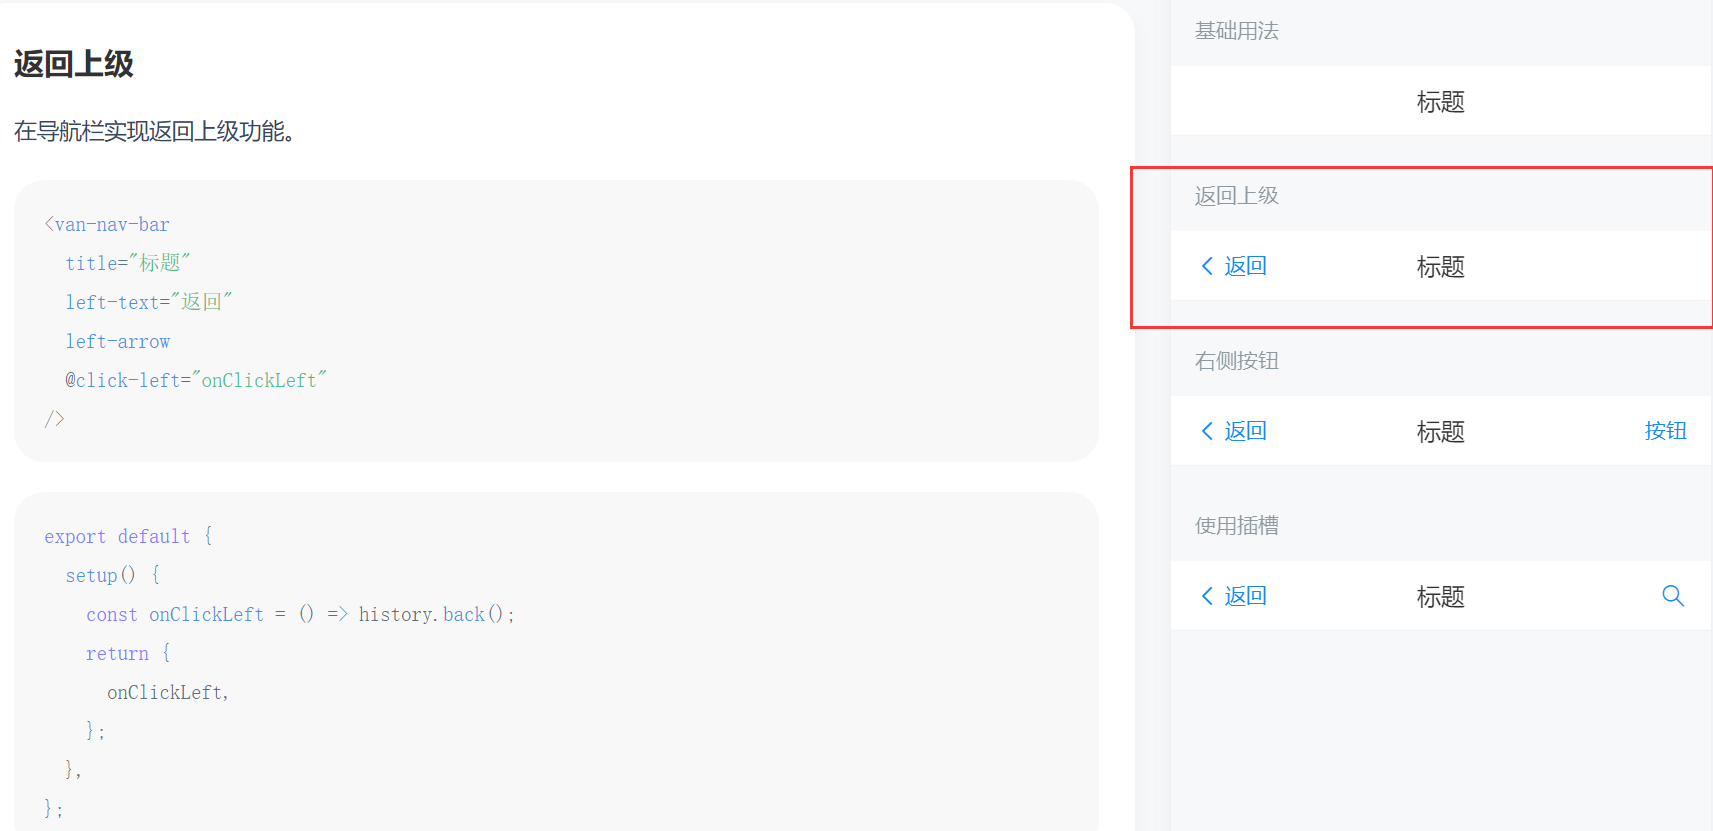 返回上级
在导航栏实现返回上级功能。
<van-nav-bar
  title="标题"
  left-text="返回"
  left-arrow
  @click-left="onClickLeft"
/>
export default {
  setup() {
    const onClickLeft = () => history.back();
    return {
      onClickLeft,
    };
  },
};
基础用法
标题
返回上级
返回 标题
右侧按钮
返回 标题 按钮
使用插槽
返回 标题